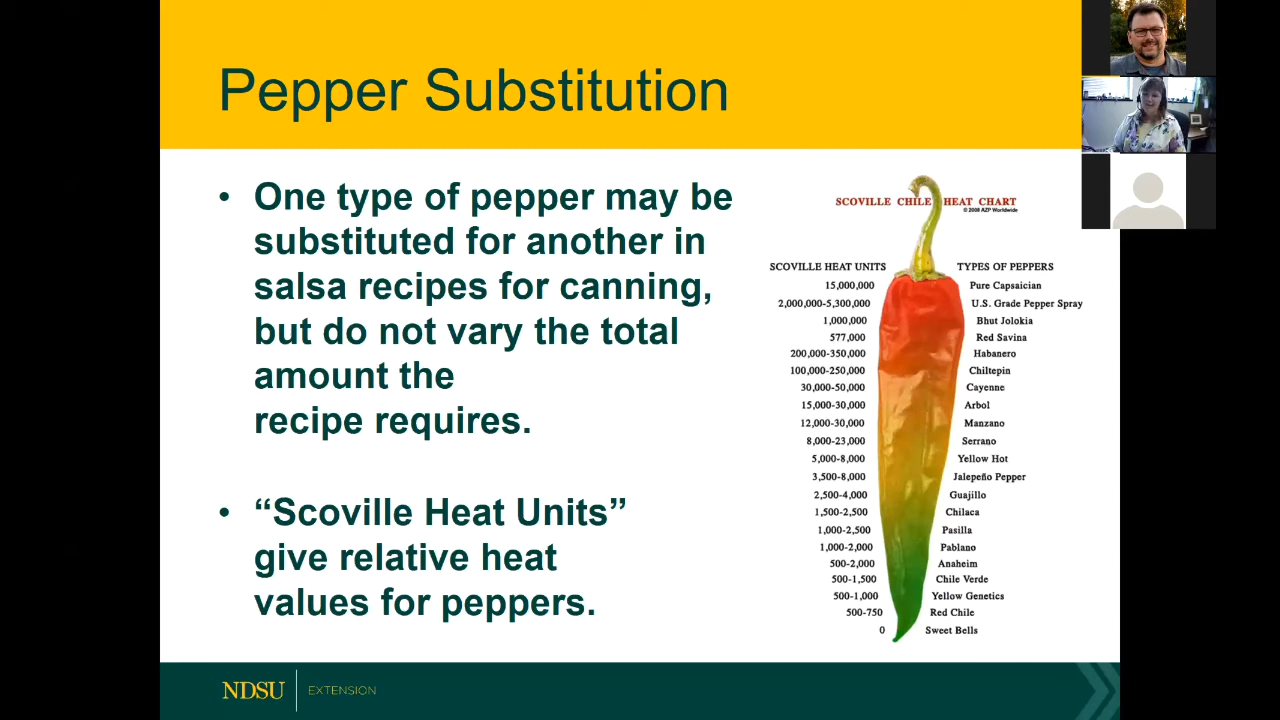 Pepper Substitution
• One type of pepper may be
substituted for another in
salsa recipes for canning,
but do not vary the total
amount the
recipe requires.
• “Scoville Heat Units”
give relative heat
values for peppers.
SCOVILLE CHILE HEAT CHART
© 2008 AZP Worldwide
SCOVILLE HEAT UNITS TYPES OF PEPPERS
15,000,000 Pure Capsaician
2,000,000-5,300,000 U.S. Grade Pepper Spray
1,000,000 Bhut Jolokia
577,000 Red Savina
200,000-350,000 Habanero
100,000-250,000 Chiltepin
30,000-50,000 Cayenne
15,000-30,000 Arbol
12,000-30,000 Manzano
8,000-23,000 Serrano
5,000-8,000 Yellow Hot
3,500-8,000 Jalepeño Pepper
2,500-4,000 Guajillo
1,500-2,500 Chilaca
1,000-2,500 Pasilla
1,000-2,000 Pablano
500-2,000 Anaheim
500-1,500 Chile Verde
500-1,000 Yellow Genetics
500-750 Red Chile
0 Sweet Bells
NDSU EXTENSION